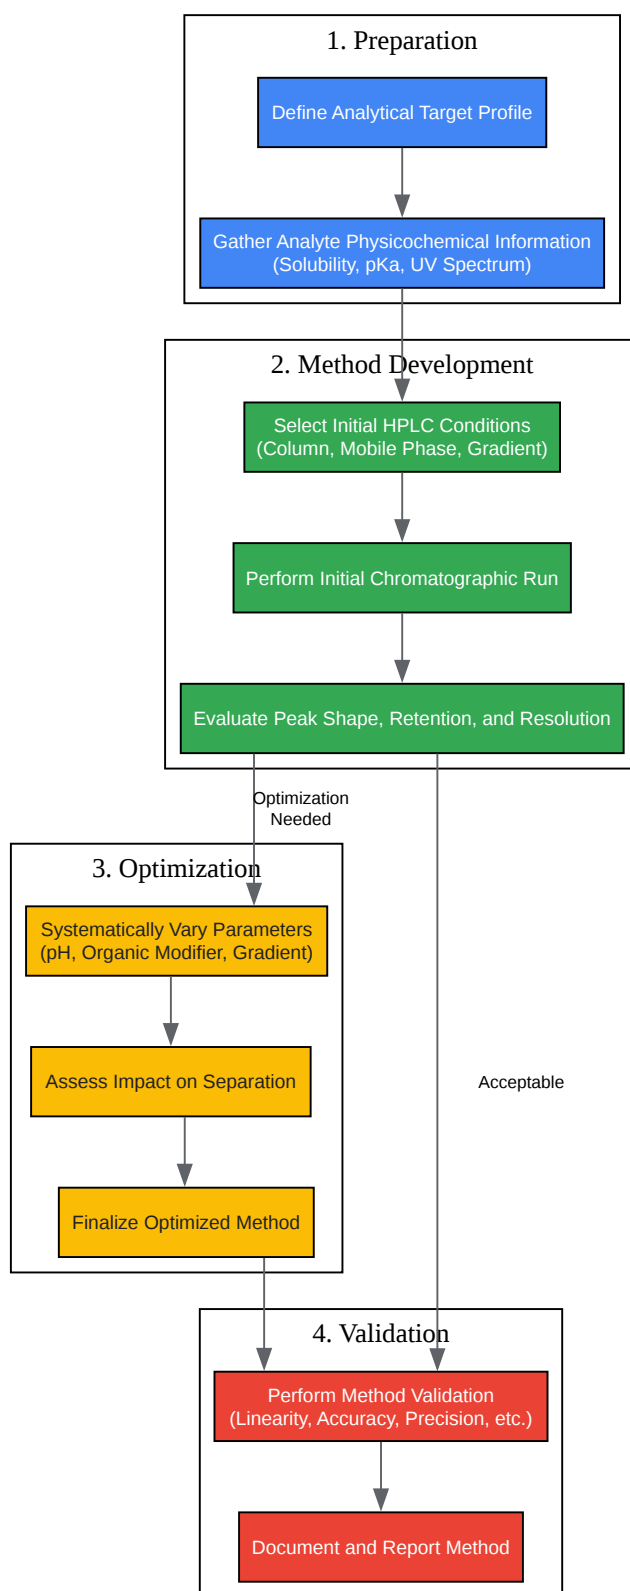 1. Preparation
Define Analytical Target Profile
Gather Analyte Physicochemical Information
(Solubility, pKa, UV Spectrum)
2. Method Development
Select Initial HPLC Conditions
(Column, Mobile Phase, Gradient)
Perform Initial Chromatographic Run
Evaluate Peak Shape, Retention, and Resolution
Optimization
Needed
3. Optimization
Systematically Vary Parameters
(pH, Organic Modifier, Gradient)
Assess Impact on Separation
Acceptable
Finalize Optimized Method
4. Validation
Perform Method Validation
(Linearity, Accuracy, Precision, etc.)
Document and Report Method